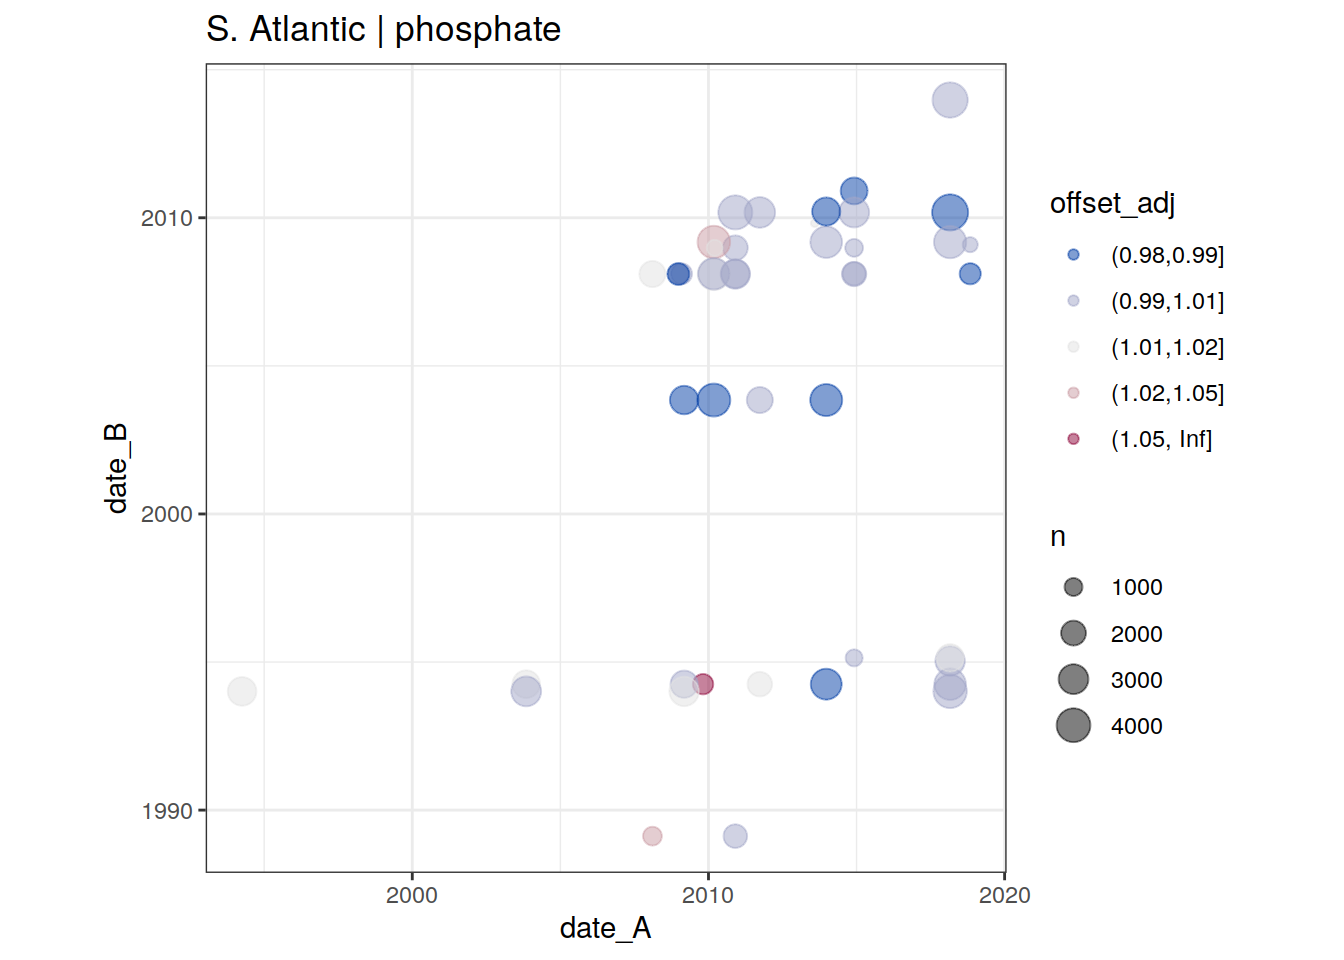 S. Atlantic | phosphate
date_B
2010
2000
1990
2000
2010
2020
date_A
offset_adj
(0.98,0.99]
(0.99,1.01]
(1.01,1.02]
(1.02,1.05]
(1.05, Inf]
n
1000
2000
3000
4000